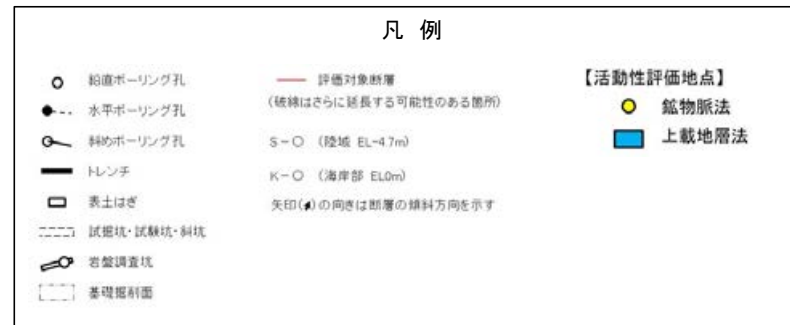 凡 例
鉛直ボーリング孔
水平ボーリング孔
斜めボーリング孔
トレンチ
表土はぎ
試掘坑・試験坑・斜坑
岩盤調査坑
基礎掘削面
評価対象断層
(破線はさらに延長する可能性のある箇所)
S-○ (陸域 EL-4.7m)
K-○ (海岸部 EL0m)
矢印( )の向きは断層の傾斜方向を示す
【活動性評価地点】
鉱物脈法
上載地層法